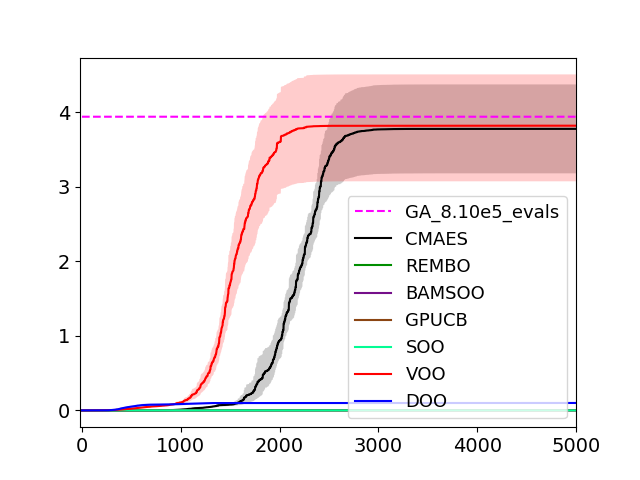 4
3
2
1
0
GA_8.10e5_evals
CMAES
REMBO
BAMSOO
GPUCB
SOO
VOO
DOO
0 1000 2000 3000 4000 5000